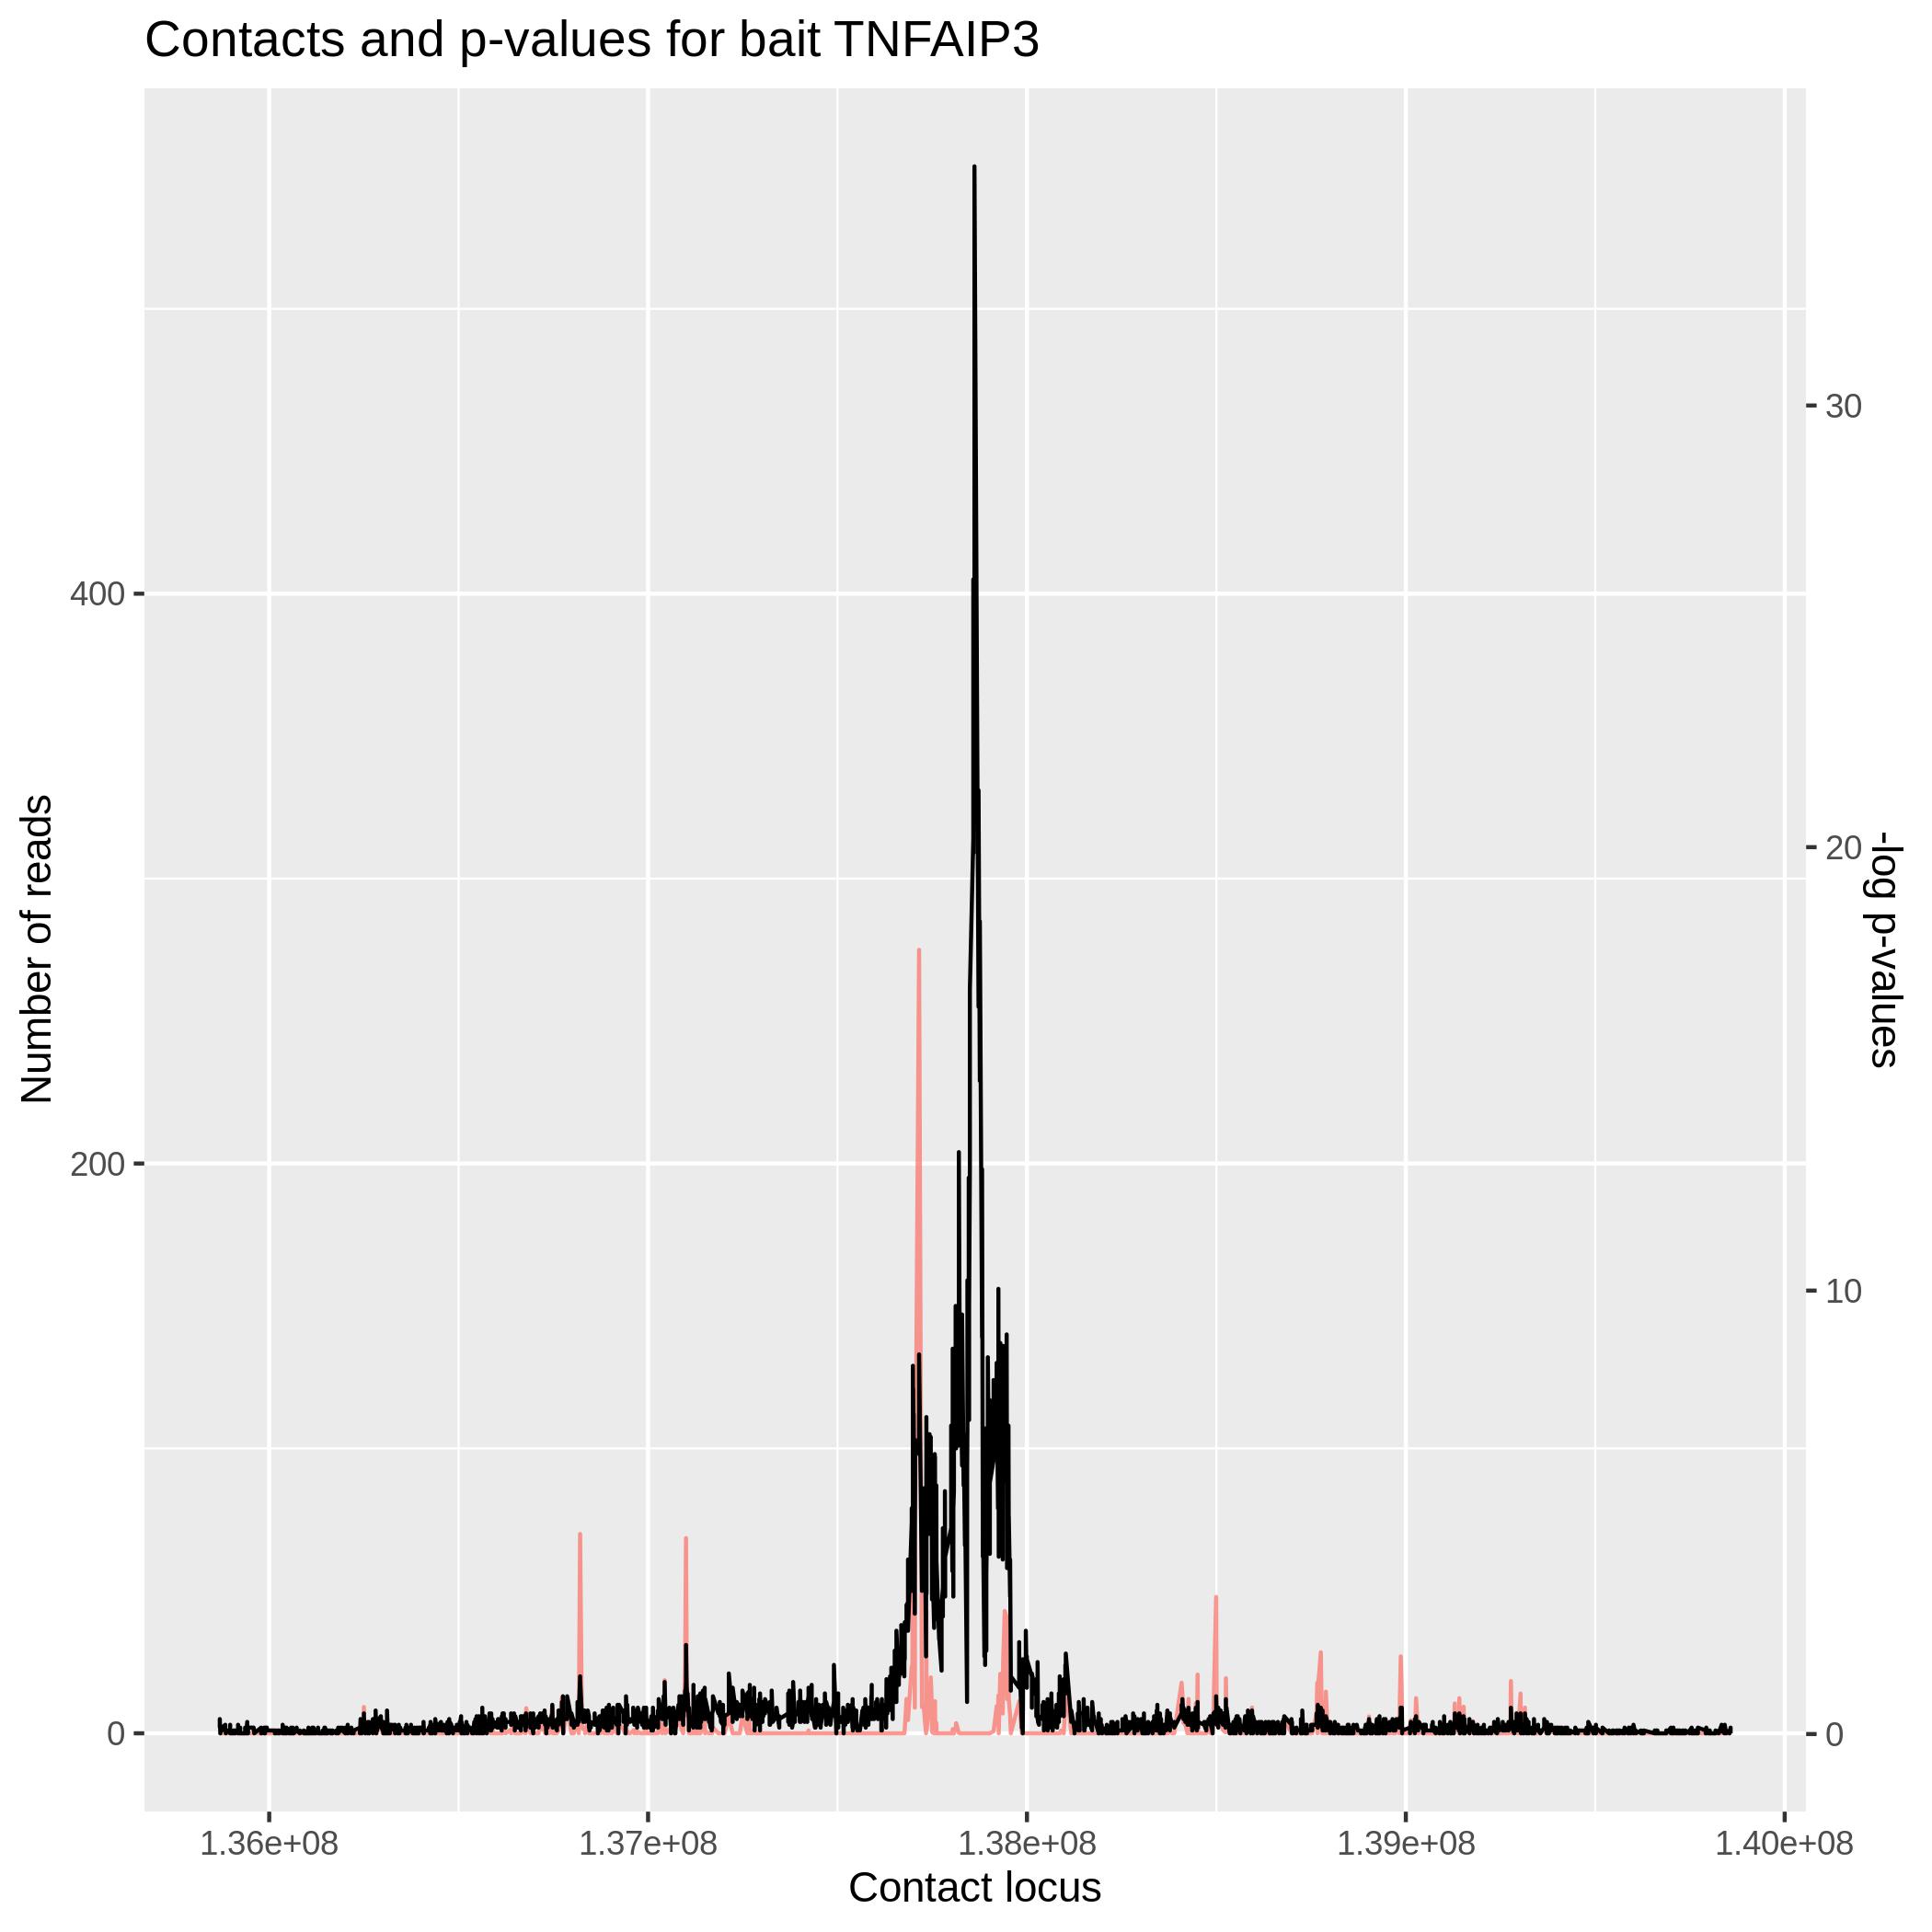 Contacts and p-values for bait TNFAIP3
Number of reads
400
200
0
30
20
10
0
-log p-values
1.36e+08
1.37e+08
1.38e+08
1.39e+08
1.40e+08
Contact locus